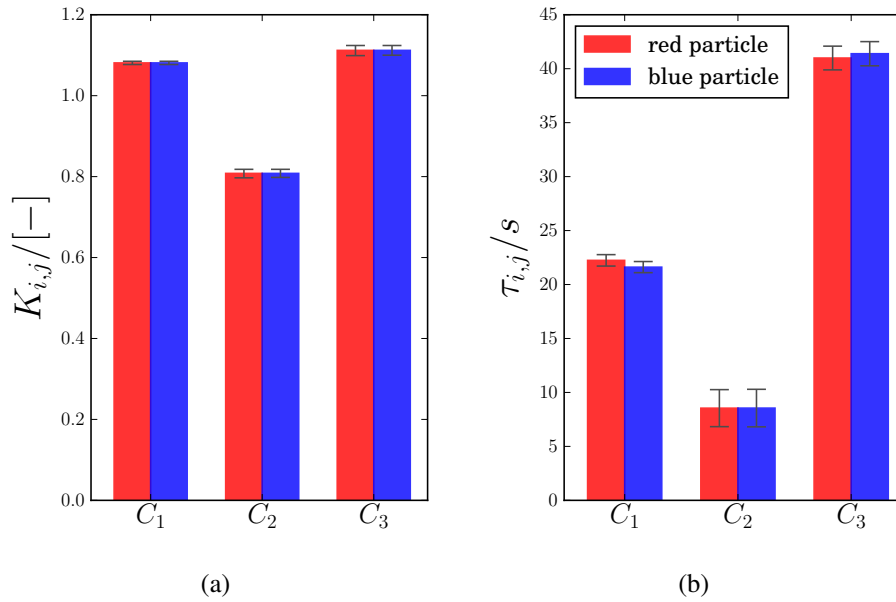 1.2
1.0
0.8
0.6
0.4
0.2
0.0
K_{i,j}/[−]
C_1 C_2 C_3
(a)
45
40
35
30
25
20
15
10
5
0
τ_{i,j}/s
red particle
blue particle
C_1 C_2 C_3
(b)